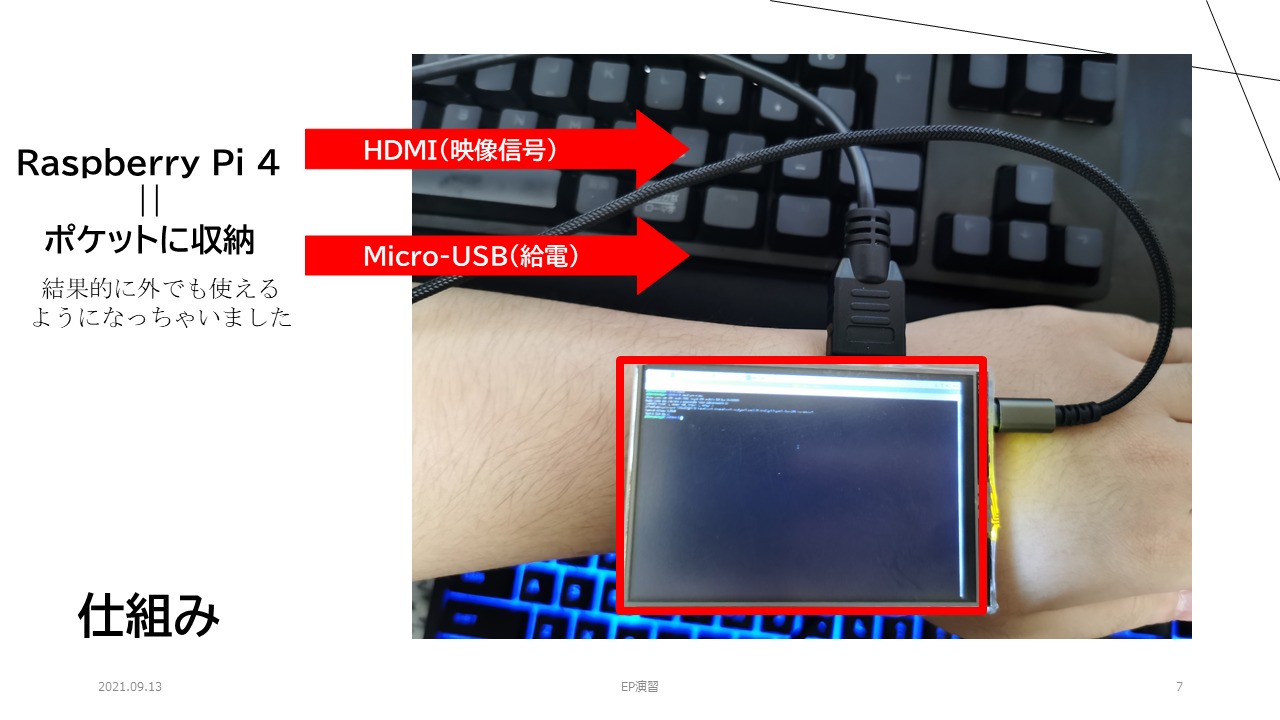 Raspberry Pi 4
||
ポケットに収納
結果的に外でも使える
ようになっちゃいました
HDMI(映像信号)
Micro-USB(給電)
仕組み
2021.09.13
EP演習
7